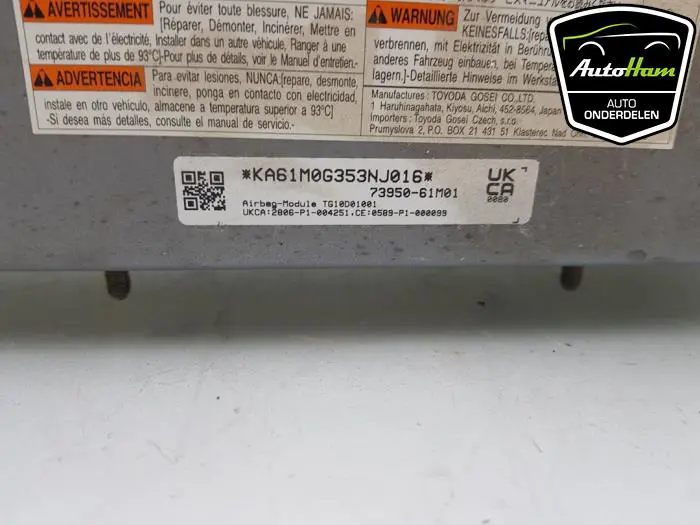 AVERTISSEMENT
Pour éviter toute blessure, NE JAMAIS:
[Réparer, Démonter, Incinérer, Mettre en
contact avec de l'électricité, Installer dans un autre véhicule, Ranger à une
température de plus de 93°C]-Pour plus de détails, voir le Manuel d'entretien.-
ADVERTENCIA
Para evitar lesiones, NUNCA:[repare, desmonte,
incinere, ponga en contacto con electricidad,
instale en otro vehículo, almacene a temperatura superior a 93°C]
-Si desea más detalles, consulte el manual de servicio.-
WARNUNG
Zur Vermeidung
KEINESFALLS:[repa
verbrennen, mit Elektrizität in Berühru
anderes Fahrzeug einbauen, bei Tempe
lagern.]-Detaillierte Hinweise im Werksta
Manufactures : TOYODA GOSEI CO.,LTD.
1 Haruhinagahata, Kiyosu, Aichi, 452-8564, Japan
Importers : Toyoda Gosei Czech, s.r.o.
Prumyslova 2, P.O. BOX 21 431 51 Klasterec Nad
AutoHam
AUTO
ONDERDELEN
*KA61M0G353NJ016*
73950-61M01
Airbag-Module TG10D01001
UKCA:2806-P1-004251,CE:0589-P1-000099
UK
CA
0080